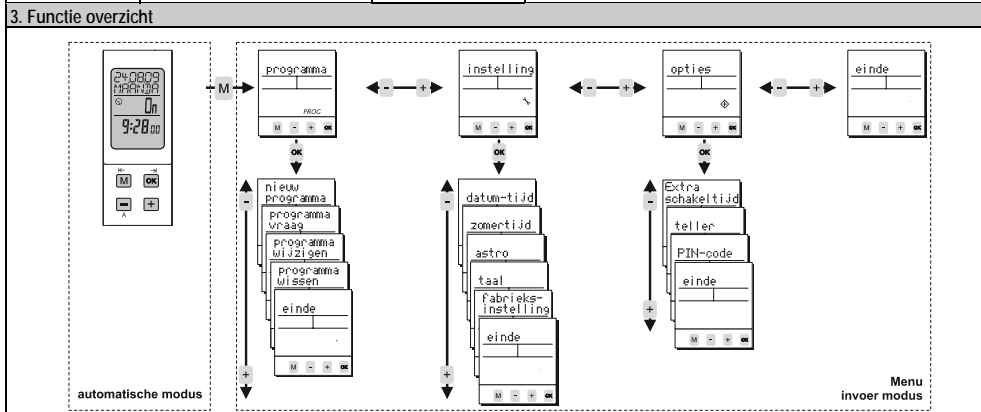 3. Functie overzicht
24.08.09
MAANDA
On
9:28 00
M
OK
-
+
A
automatische modus
M
programma
PROG
M - + OK
- +
instelling
M - + OK
- +
opties
M - + OK
- +
einde
M - + OK
OK
OK
OK
-
+
nieuw
programma
programma
vraag
programma
wijzigen
programma
wissen
einde
M - + OK
-
+
datum-tijd
zomertijd
astro
taal
fabrieks-
instelling
einde
M - + OK
-
+
Extra
schakeltijd
teller
PIN-code
einde
M - + OK
Menu
invoer modus